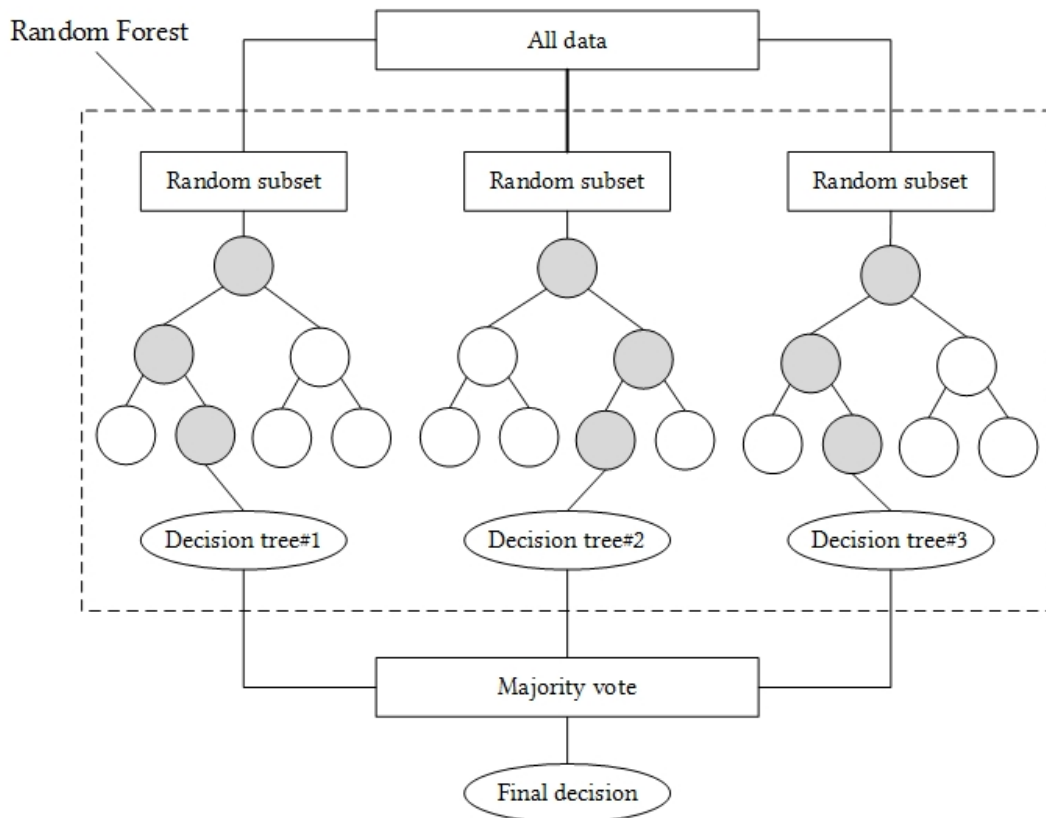 Random Forest
All data
Random subset
Random subset
Random subset
Decision tree#1
Decision tree#2
Decision tree#3
Majority vote
Final decision